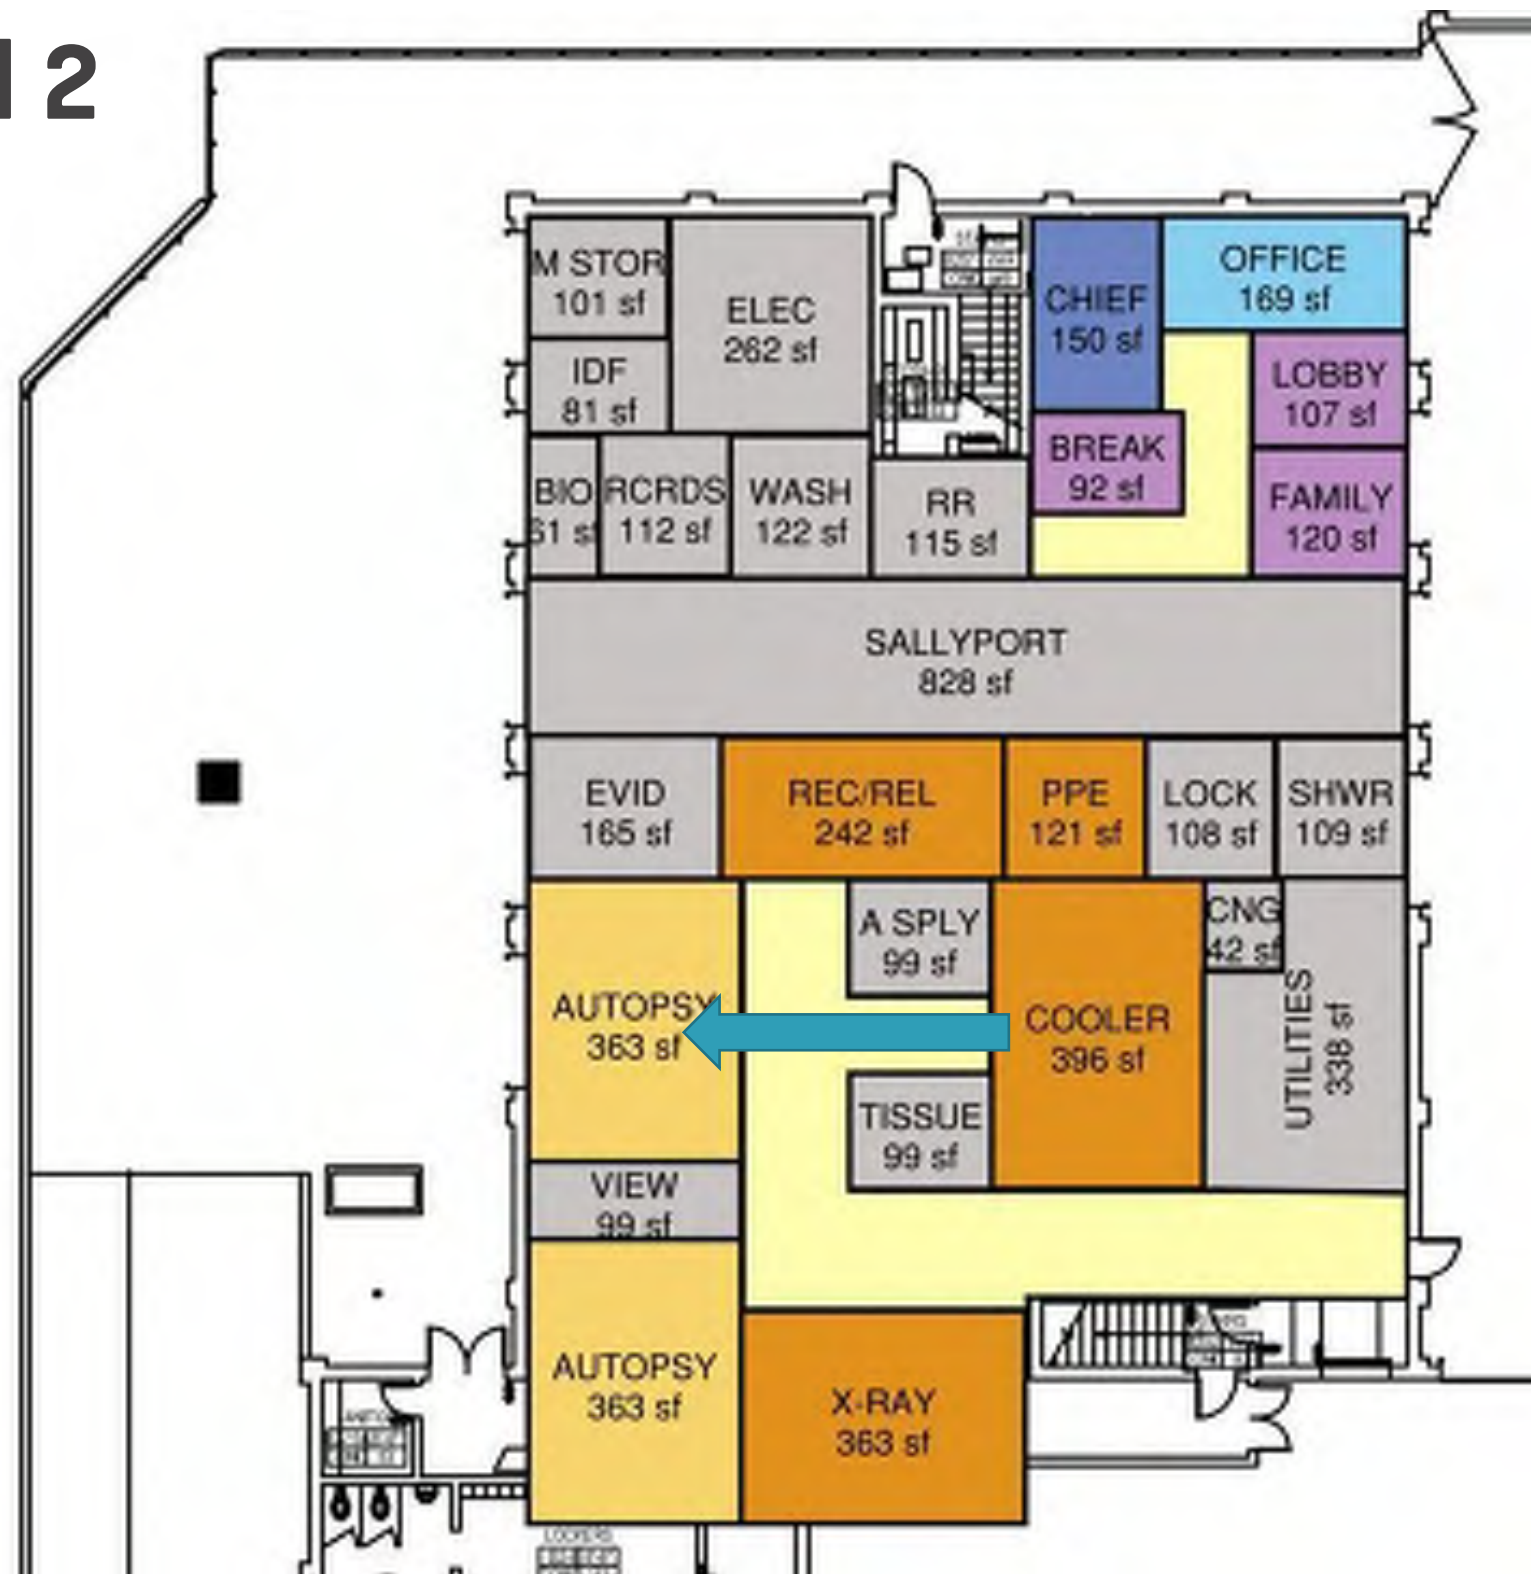 2
M STOR
101 sf
ELEC
262 sf
CHIEF
150 sf
OFFICE
169 sf
IDF
81 sf
LOBBY
107 sf
BREAK
92 sf
BIO
61 sf
RCRDS
112 sf
WASH
122 sf
RR
115 sf
FAMILY
120 sf
SALLYPORT
828 sf
EVID
165 sf
REC/REL
242 sf
PPE
121 sf
LOCK
108 sf
SHWR
109 sf
AUTOPSY
363 sf
A SPLY
99 sf
COOLER
396 sf
CNG
42 sf
UTILITIES
338 sf
TISSUE
99 sf
VIEW
99 sf
AUTOPSY
363 sf
X-RAY
363 sf
LOCKERS